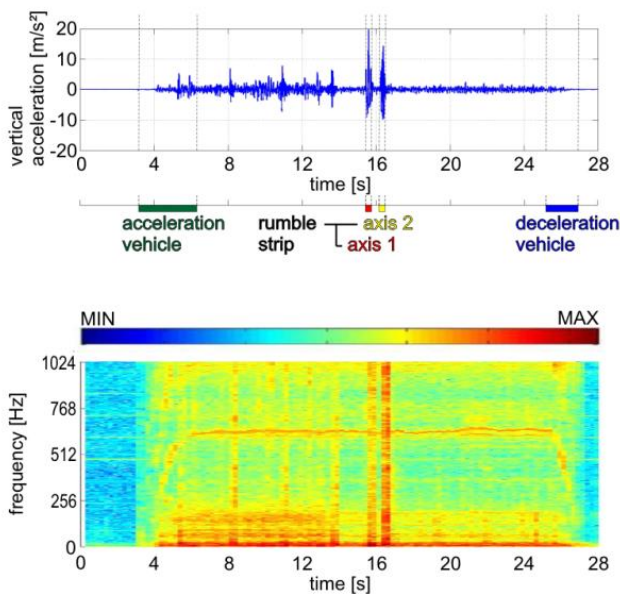 vertical
acceleration [m/s²]
20
10
0
-10
-20
0 4 8 12 16 20 24 28
time [s]
acceleration
vehicle
rumble
strip
axis 2
axis 1
deceleration
vehicle
MIN MAX
frequency [Hz]
1024
768
512
256
0
0 4 8 12 16 20 24 28
time [s]